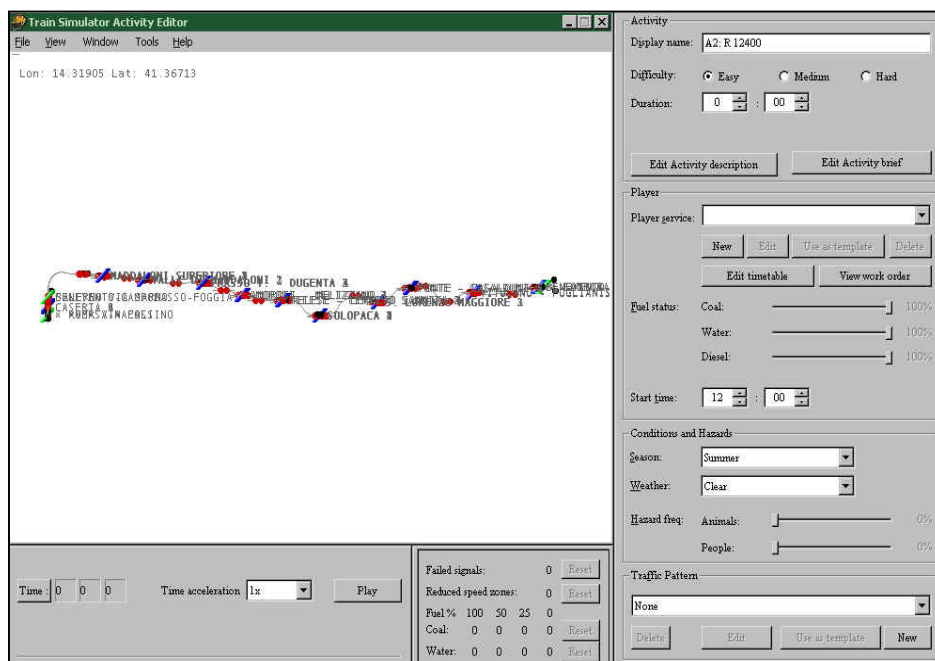 Train Simulator Activity Editor
File View Window Tools Help
Lon: 14.31905 Lat: 41.36713
MADDALONI SUPERIORE
DUGENTA
SOLOPACA
MAGGIORE 3
CASERTA
Activity
Display name: A2: R 12400
Difficulty: Easy Medium Hard
Duration: 0 : 00
Edit Activity description Edit Activity brief
Player
Player service:
New Edit Use as template Delete
Edit timetable View work order
Fuel status: Coal: 100%
Water: 100%
Diesel: 100%
Start time: 12 : 00
Conditions and Hazards
Season: Summer
Weather: Clear
Hazard freq: Animals: 0%
People: 0%
Traffic Pattern
None
Delete Edit Use as template New
Time : 0 0 0 Time acceleration 1x Play
Failed signals: 0 Reset
Reduced speed zones: 0 Reset
Fuel % 100 50 25 0
Coal: 0 0 0 0 Reset
Water: 0 0 0 0 Reset